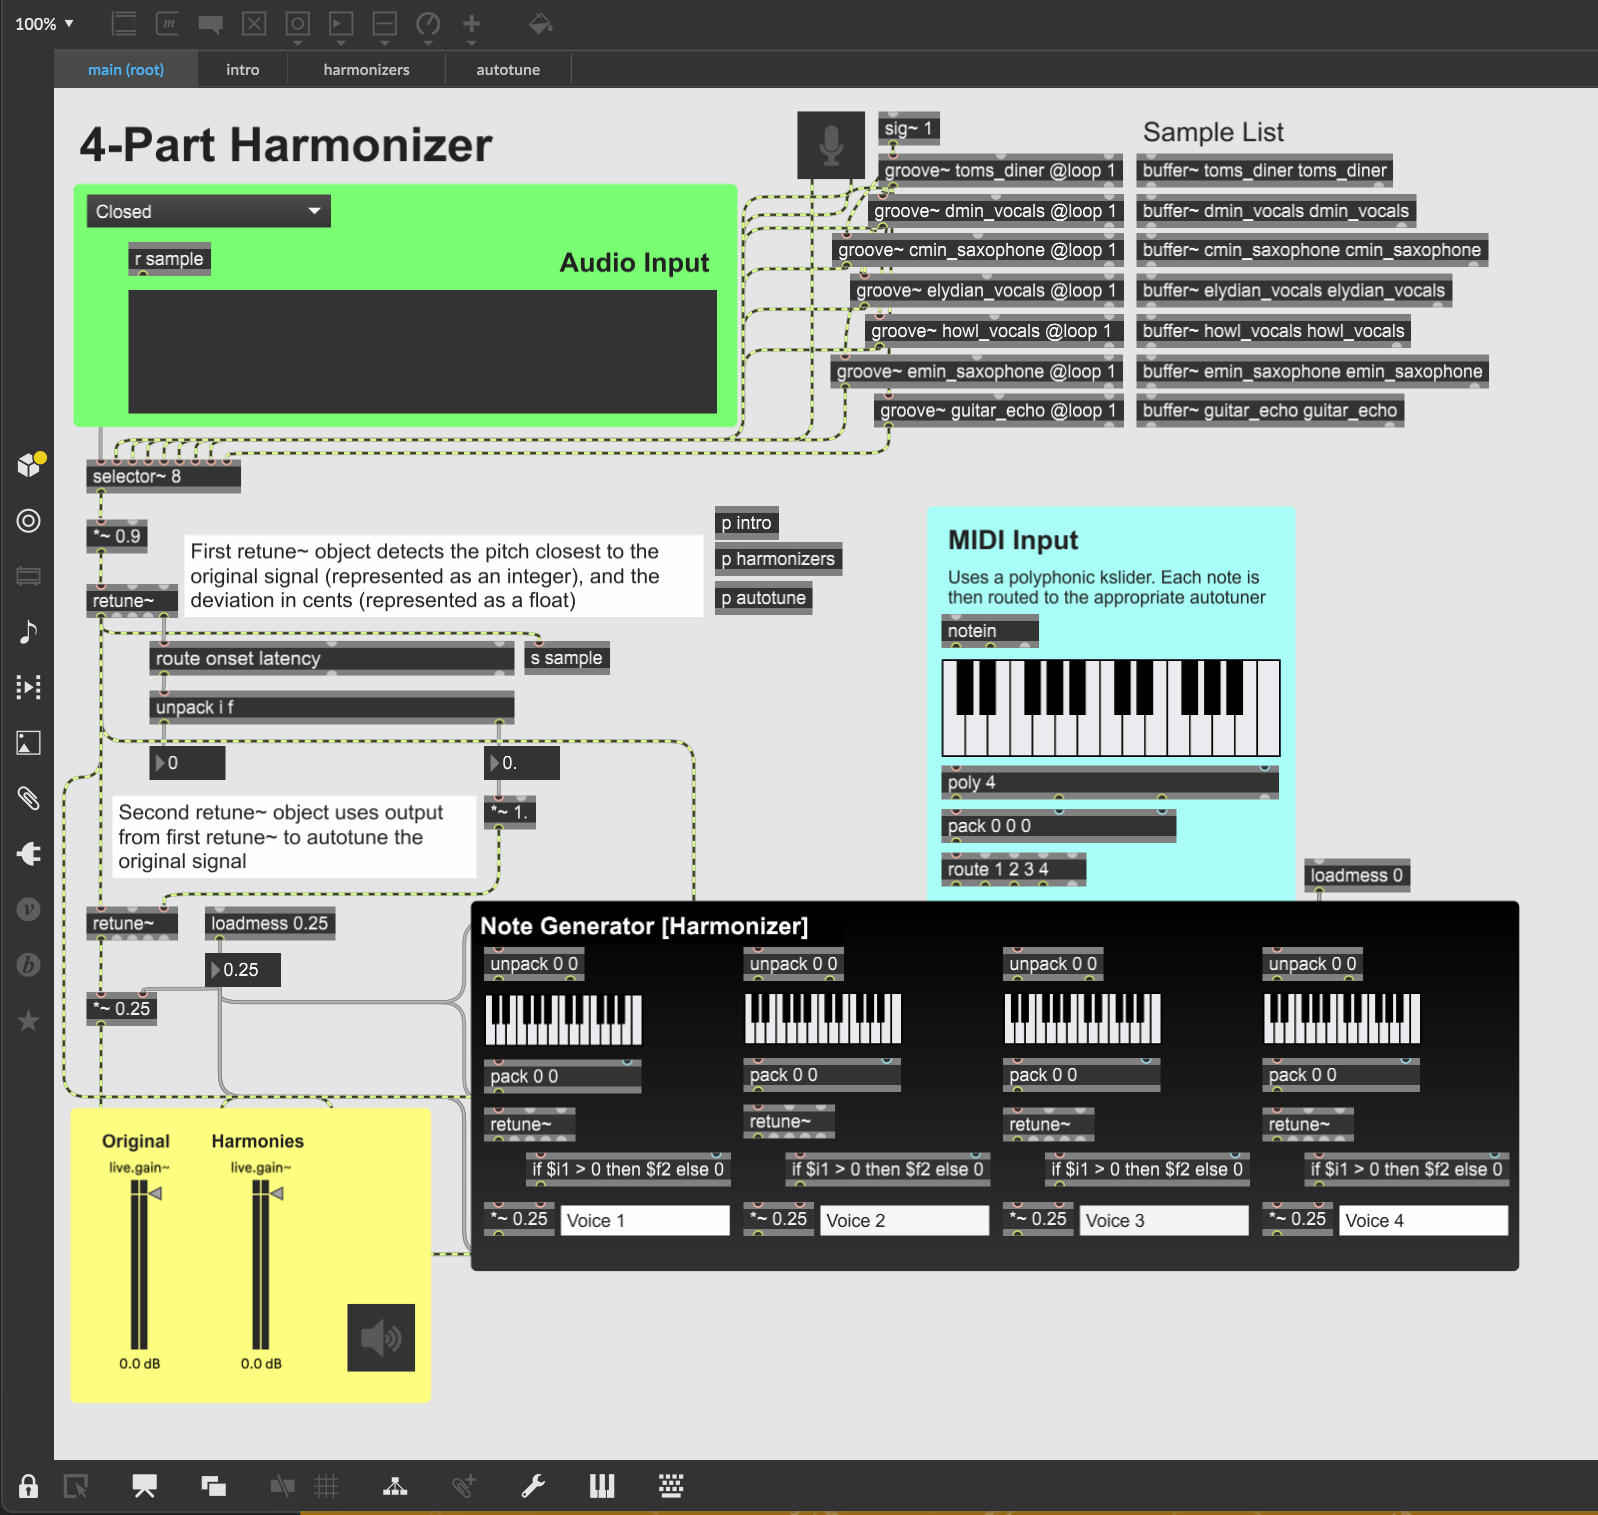 100%
main (root)
intro
harmonizers
autotune
4-Part Harmonizer
Closed
r sample
Audio Input
sig~ 1
Sample List
groove~ toms_diner @loop 1
buffer~ toms_diner toms_diner
groove~ dmin_vocals @loop 1
buffer~ dmin_vocals dmin_vocals
groove~ cmin_saxophone @loop 1
buffer~ cmin_saxophone cmin_saxophone
groove~ elydian_vocals @loop 1
buffer~ elydian_vocals elydian_vocals
groove~ howl_vocals @loop 1
buffer~ howl_vocals howl_vocals
groove~ emin_saxophone @loop 1
buffer~ emin_saxophone emin_saxophone
groove~ guitar_echo @loop 1
buffer~ guitar_echo guitar_echo
selector~ 8
*~ 0.9
retune~
First retune~ object detects the pitch closest to the
original signal (represented as an integer), and the
deviation in cents (represented as a float)
p intro
p harmonizers
p autotune
route onset latency
s sample
unpack i f
0
0.
*~ 1.
Second retune~ object uses output
from first retune~ to autotune the
original signal
MIDI Input
Uses a polyphonic kslider. Each note is
then routed to the appropriate autotuner
notein
poly 4
pack 0 0 0
route 1 2 3 4
loadmess 0
retune~
loadmess 0.25
0.25
*~ 0.25
Note Generator [Harmonizer]
unpack 0 0
unpack 0 0
unpack 0 0
unpack 0 0
pack 0 0
pack 0 0
pack 0 0
pack 0 0
retune~
retune~
retune~
retune~
if $i1 > 0 then $f2 else 0
if $i1 > 0 then $f2 else 0
if $i1 > 0 then $f2 else 0
if $i1 > 0 then $f2 else 0
*~ 0.25
Voice 1
*~ 0.25
Voice 2
*~ 0.25
Voice 3
*~ 0.25
Voice 4
Original
Harmonies
live.gain~
live.gain~
0.0 dB
0.0 dB